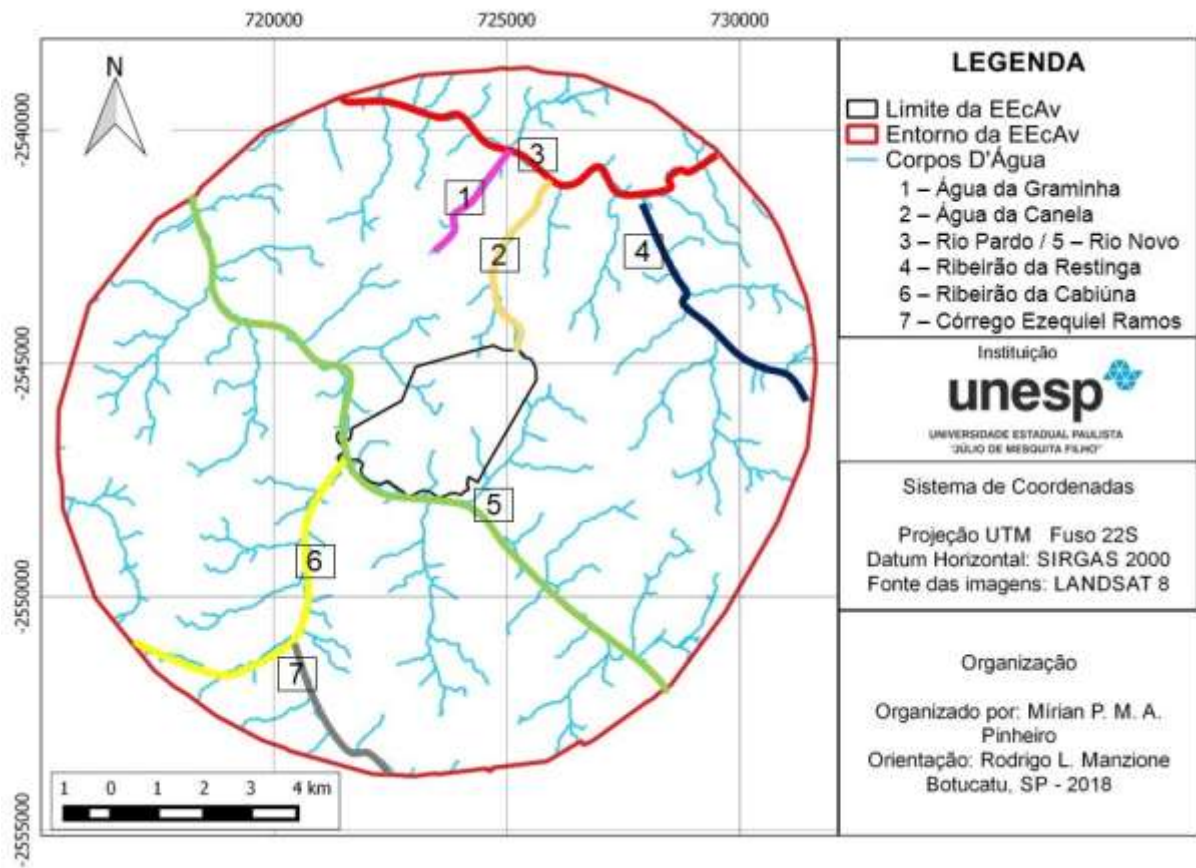 720000
725000
730000
N
-2540000
-2545000
-2550000
-2555000
1
2
3
4
5
6
7
1 0 1 2 3 4 km
LEGENDA
Limite da EEcAv
Entorno da EEcAv
Corpos D'Água
1 – Água da Graminha
2 – Água da Canela
3 – Rio Pardo / 5 – Rio Novo
4 – Ribeirão da Restinga
6 – Ribeirão da Cabiúna
7 – Córrego Ezequiel Ramos
Instituição
unesp
UNIVERSIDADE ESTADUAL PAULISTA
"JÚLIO DE MESQUITA FILHO"
Sistema de Coordenadas
Projeção UTM Fuso 22S
Datum Horizontal: SIRGAS 2000
Fonte das imagens: LANDSAT 8
Organização
Organizado por: Mírian P. M. A.
Pinheiro
Orientação: Rodrigo L. Manzione
Botucatu, SP - 2018